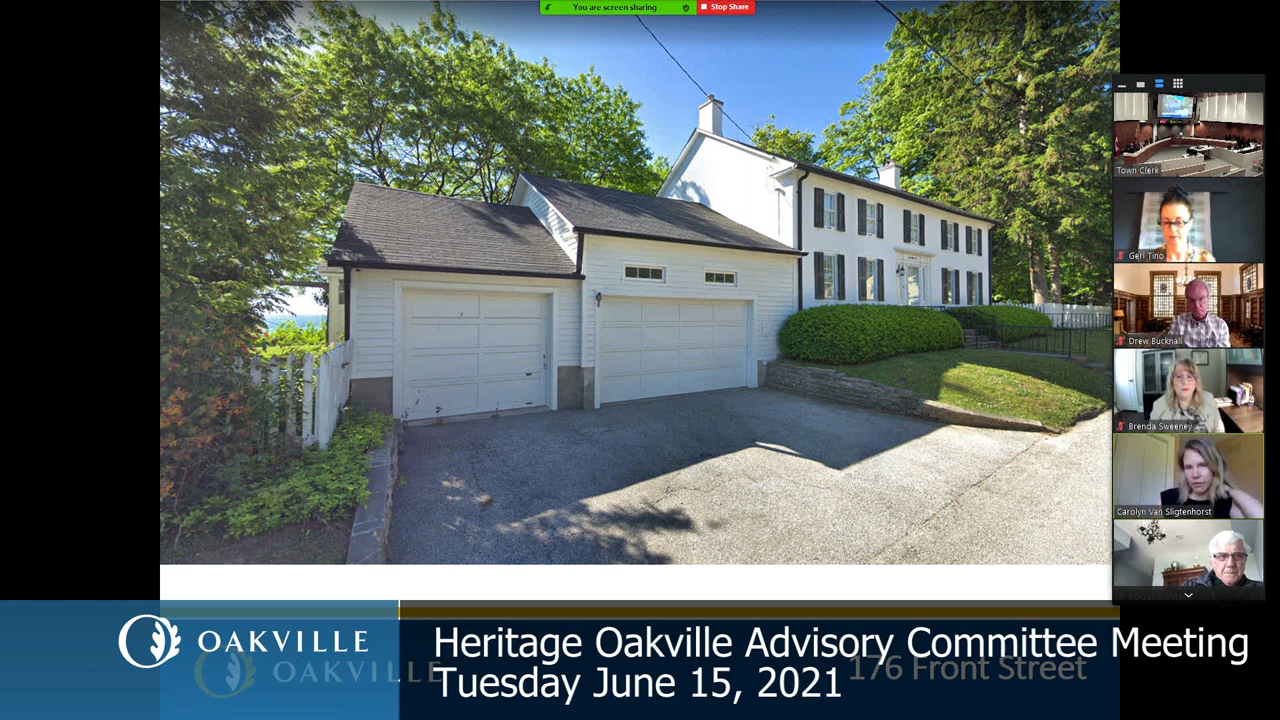 You are screen sharing
Stop Share
Town Clerk
Geri Tino
Drew Bucknall
Brenda Sweeney
Carolyn Van Sligtenhorst
OAKVILLE
OAKVILLE
176 Front Street
Heritage Oakville Advisory Committee Meeting
Tuesday June 15, 2021